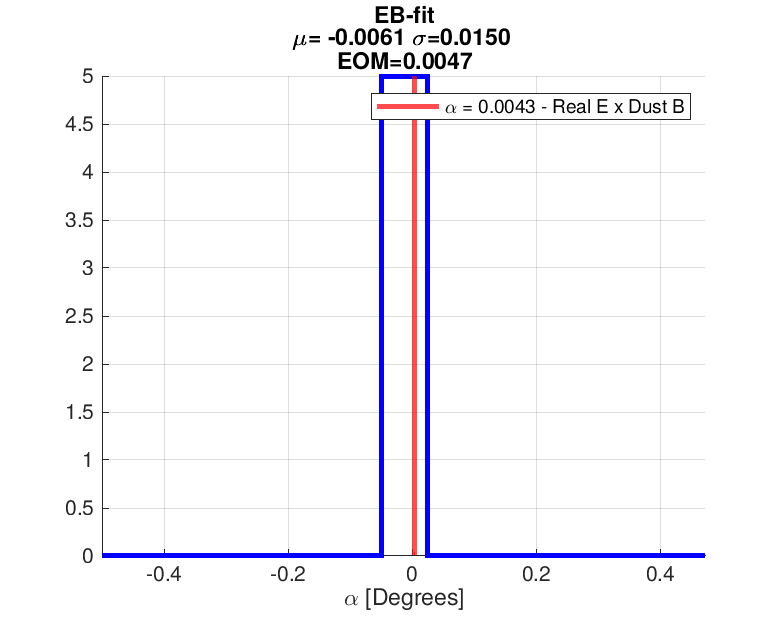 EB-fit
μ= -0.0061 σ=0.0150
EOM=0.0047
α = 0.0043 - Real E x Dust B
5
4.5
4
3.5
3
2.5
2
1.5
1
0.5
0
-0.4 -0.2 0 0.2 0.4
α [Degrees]